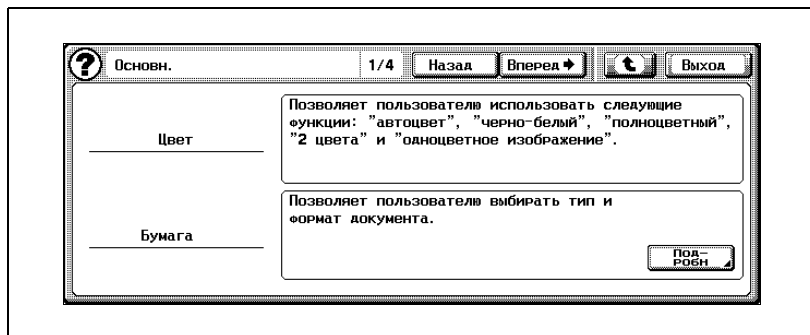 ? Основн. 1/4 Назад Вперед
Выход
Цвет
Позволяет пользователю использовать следующие
функции: "автоцвет", "черно-белый", "полноцветный",
"2 цвета" и "одноцветное изображение".
Бумага
Позволяет пользователю выбирать тип и
формат документа.
Под-
робн